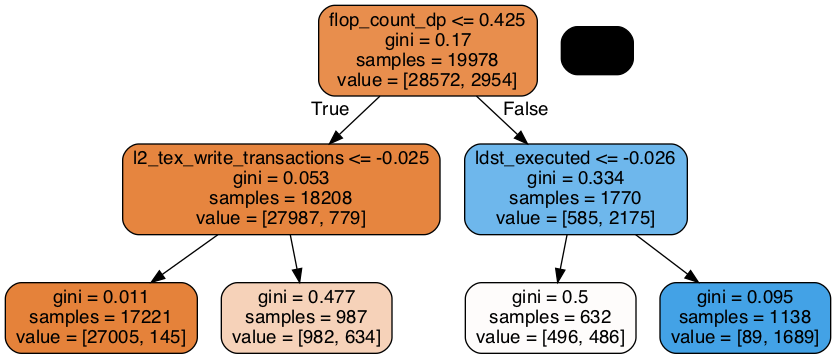 flop_count_dp <= 0.425
gini = 0.17
samples = 19978
value = [28572, 2954]
True
False
l2_tex_write_transactions <= -0.025
gini = 0.053
samples = 18208
value = [27987, 779]
ldst_executed <= -0.026
gini = 0.334
samples = 1770
value = [585, 2175]
gini = 0.011
samples = 17221
value = [27005, 145]
gini = 0.477
samples = 987
value = [982, 634]
gini = 0.5
samples = 632
value = [496, 486]
gini = 0.095
samples = 1138
value = [89, 1689]